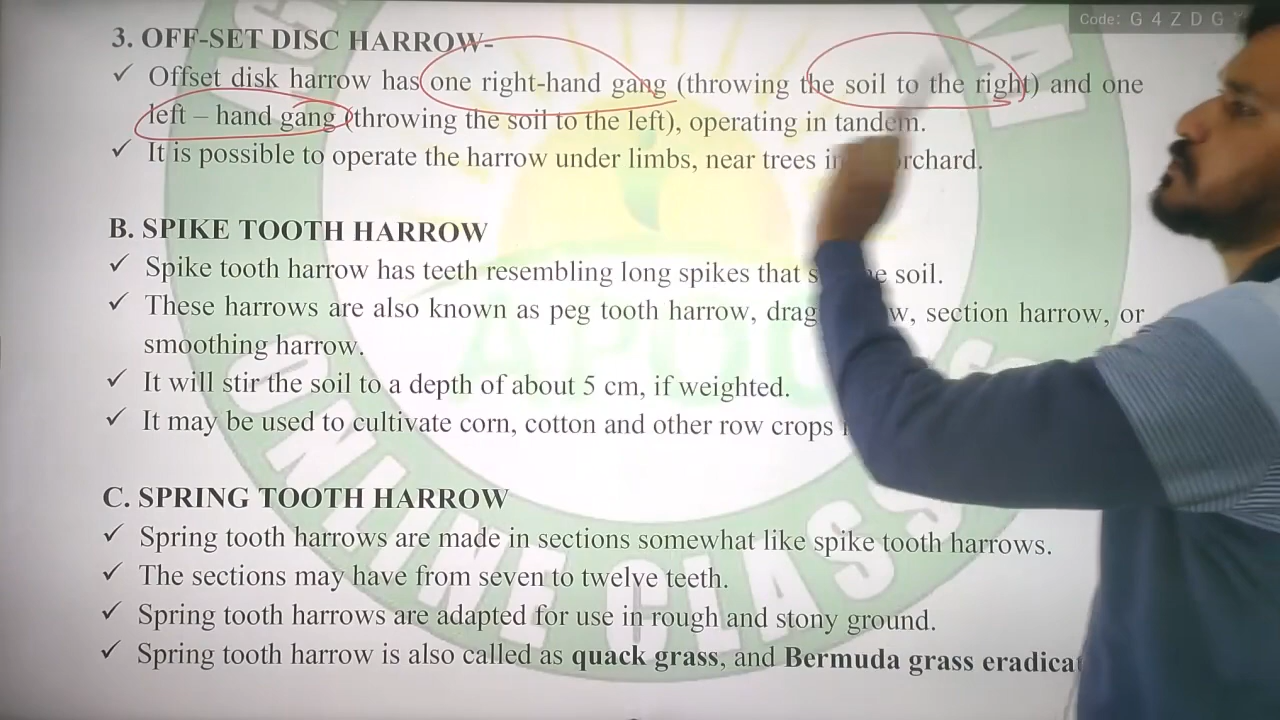 Code: G 4 Z D G
3. OFF-SET DISC HARROW-
✓ Offset disk harrow has one right-hand gang (throwing the soil to the right) and one
left – hand gang (throwing the soil to the left), operating in tandem.
✓ It is possible to operate the harrow under limbs, near trees in orchard.
B. SPIKE TOOTH HARROW
✓ Spike tooth harrow has teeth resembling long spikes that soil.
✓ These harrows are also known as peg tooth harrow, drag section harrow, or
smoothing harrow.
✓ It will stir the soil to a depth of about 5 cm, if weighted.
✓ It may be used to cultivate corn, cotton and other row crops
C. SPRING TOOTH HARROW
✓ Spring tooth harrows are made in sections somewhat like spike tooth harrows.
✓ The sections may have from seven to twelve teeth.
✓ Spring tooth harrows are adapted for use in rough and stony ground.
✓ Spring tooth harrow is also called as quack grass, and Bermuda grass
ONLINE CLASS